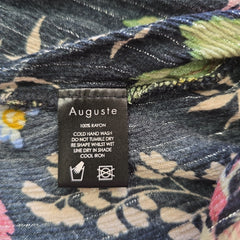 Auguste
100% RAYON
COLD HAND WASH
DO NOT TUMBLE DRY
RE SHAPE WHILST WET
LINE DRY IN SHADE
COOL IRON